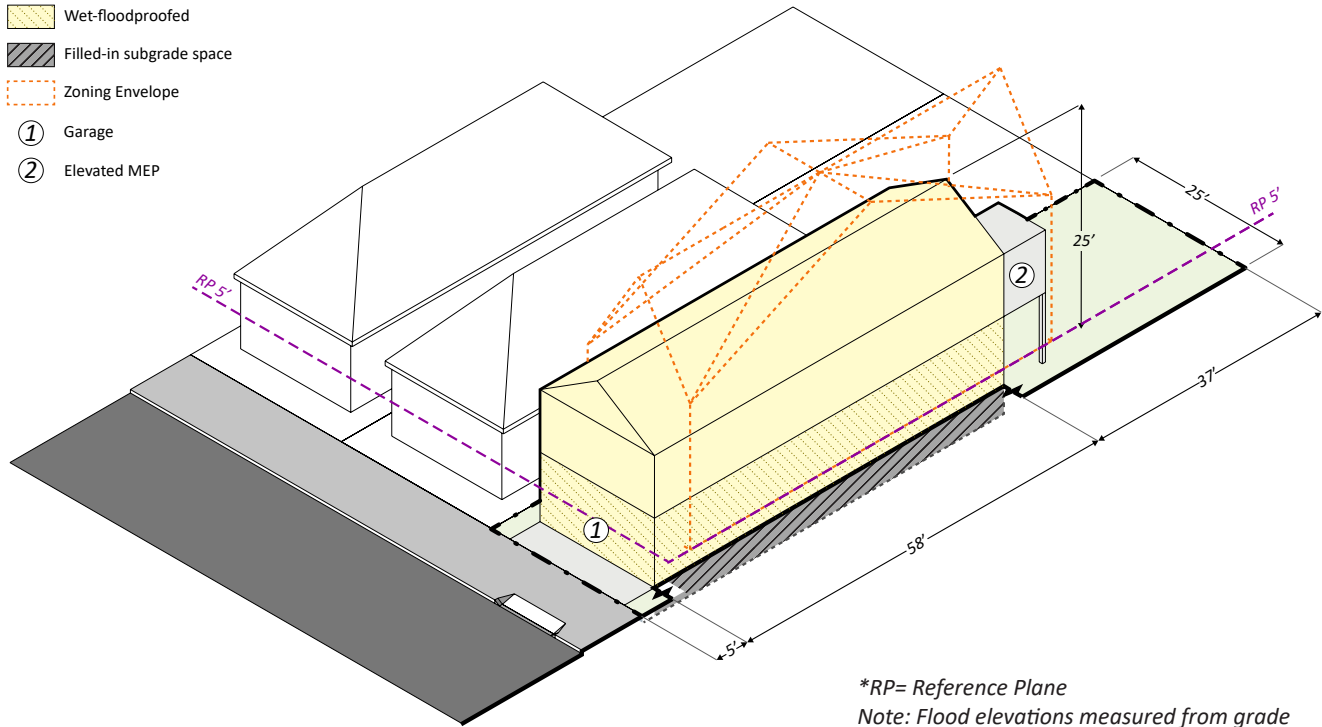 Wet-floodproofed
Filled-in subgrade space
Zoning Envelope
1 Garage
2 Elevated MEP
25’
RP 5’
25’
2
RP 5’
37’
1
58’
5’
*RP= Reference Plane
Note: Flood elevations measured from grade